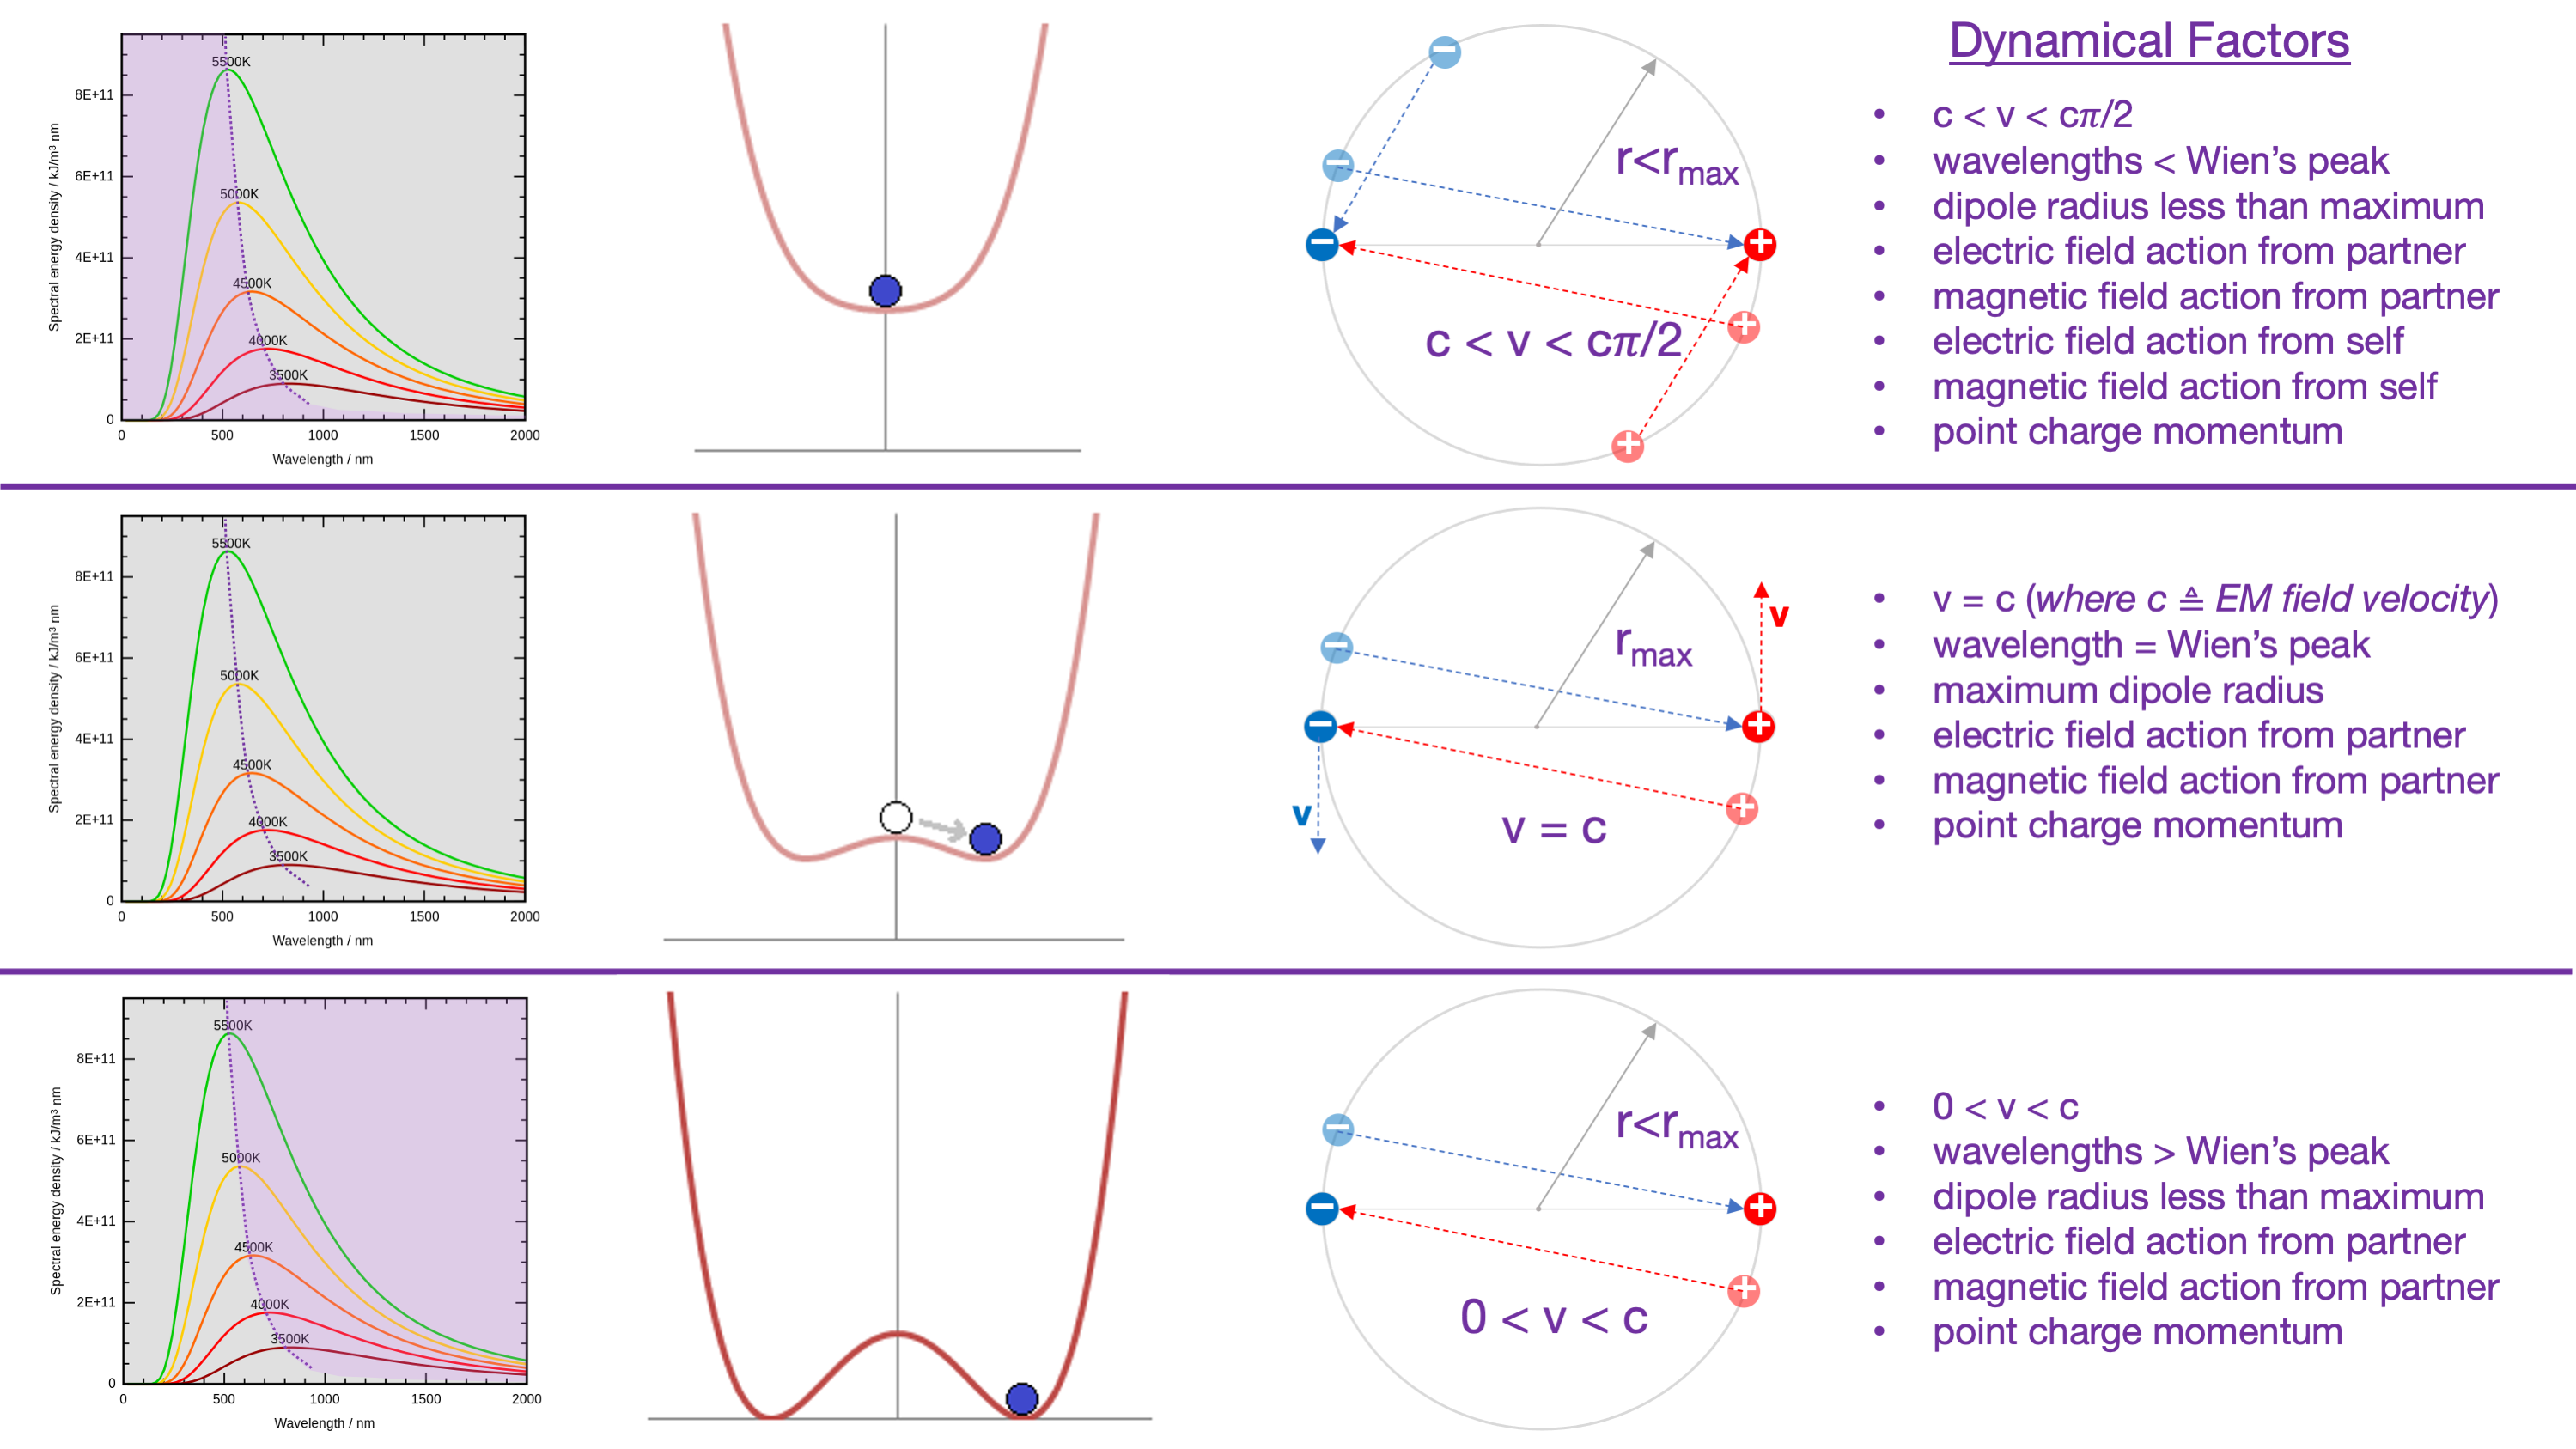 Dynamical Factors
5500K
5000K
4500K
4000K
3500K
8E+11
6E+11
4E+11
2E+11
0
0 500 1000 1500 2000
Wavelength / nm
Spectral energy density / kJ/m³ nm
−
−
−
+
+
+
r<rmax
c < v < cπ/2
• c < v < cπ/2
• wavelengths < Wien’s peak
• dipole radius less than maximum
• electric field action from partner
• magnetic field action from partner
• electric field action from self
• magnetic field action from self
• point charge momentum
5500K
5000K
4500K
4000K
3500K
8E+11
6E+11
4E+11
2E+11
0
0 500 1000 1500 2000
Wavelength / nm
Spectral energy density / kJ/m³ nm
−
−
+
+
v
v
rmax
v = c
• v = c (where c ≜ EM field velocity)
• wavelength = Wien’s peak
• maximum dipole radius
• electric field action from partner
• magnetic field action from partner
• point charge momentum
5500K
5000K
4500K
4000K
3500K
8E+11
6E+11
4E+11
2E+11
0
0 500 1000 1500 2000
Wavelength / nm
Spectral energy density / kJ/m³ nm
−
−
+
+
r<rmax
0 < v < c
• 0 < v < c
• wavelengths > Wien’s peak
• dipole radius less than maximum
• electric field action from partner
• magnetic field action from partner
• point charge momentum